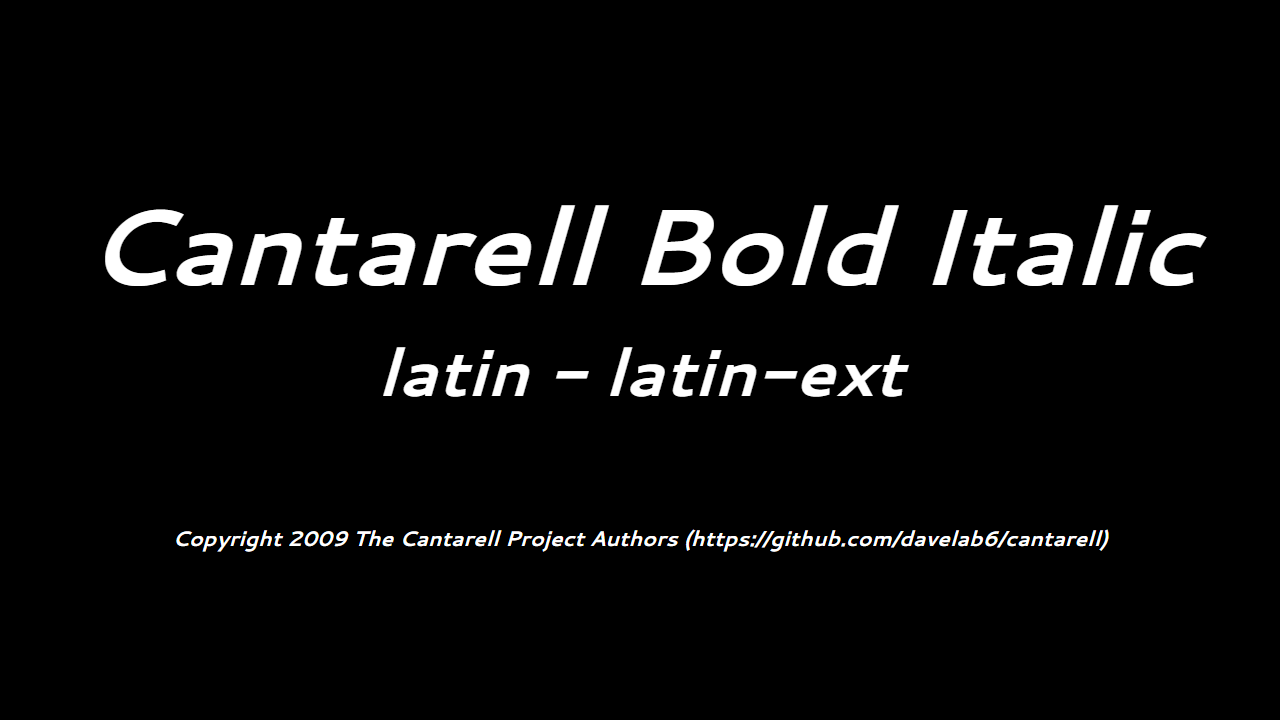 Cantarell Bold Italic
latin - latin-ext
Copyright 2009 The Cantarell Project Authors (https://github.com/davelab6/cantarell)